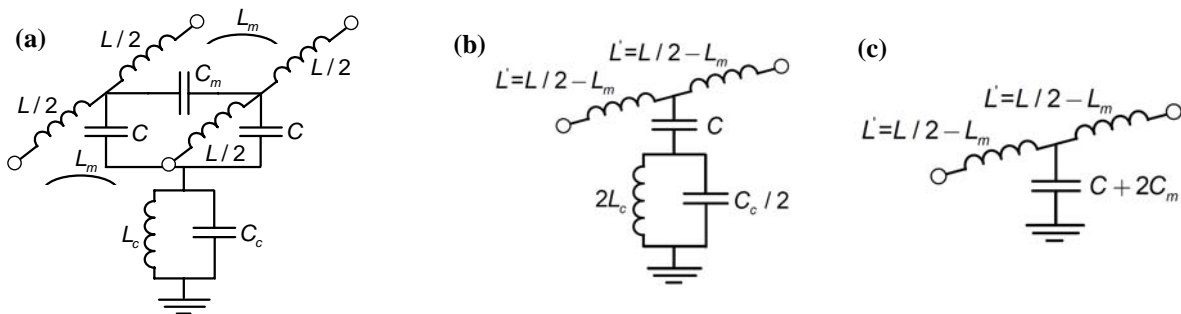 (a)
L_m
L / 2
L / 2
C_m
L / 2
C
C
L / 2
L_m
L_c
C_c
(b)
L'=L / 2 – L_m
L'=L / 2 – L_m
C
2L_c
C_c / 2
(c)
L'=L / 2 – L_m
L'=L / 2 – L_m
C + 2C_m